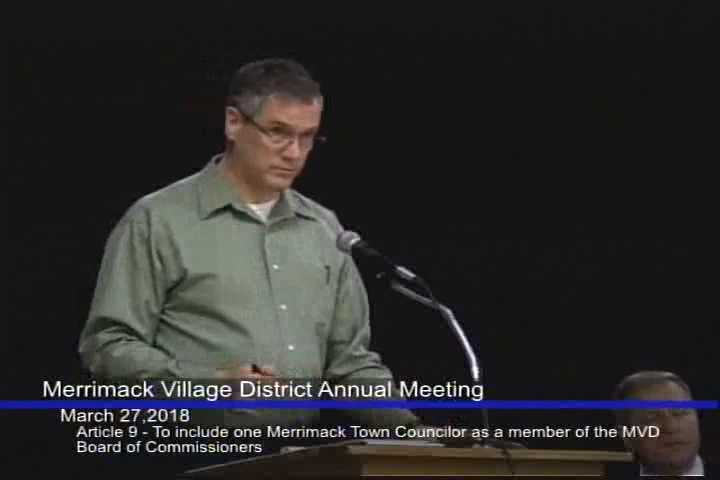 Merrimack Village District Annual Meeting
March 27,2018
Article 9 - To include one Merrimack Town Councilor as a member of the MVD
Board of Commissioners